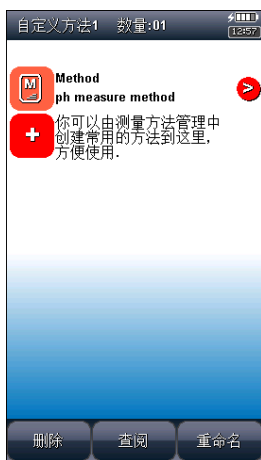 自定义方法1 数量:01
12:57
M
Method
ph measure method
你可以由测量方法管理中
创建常用的方法到这里，
方便使用.
删除 查阅 重命名